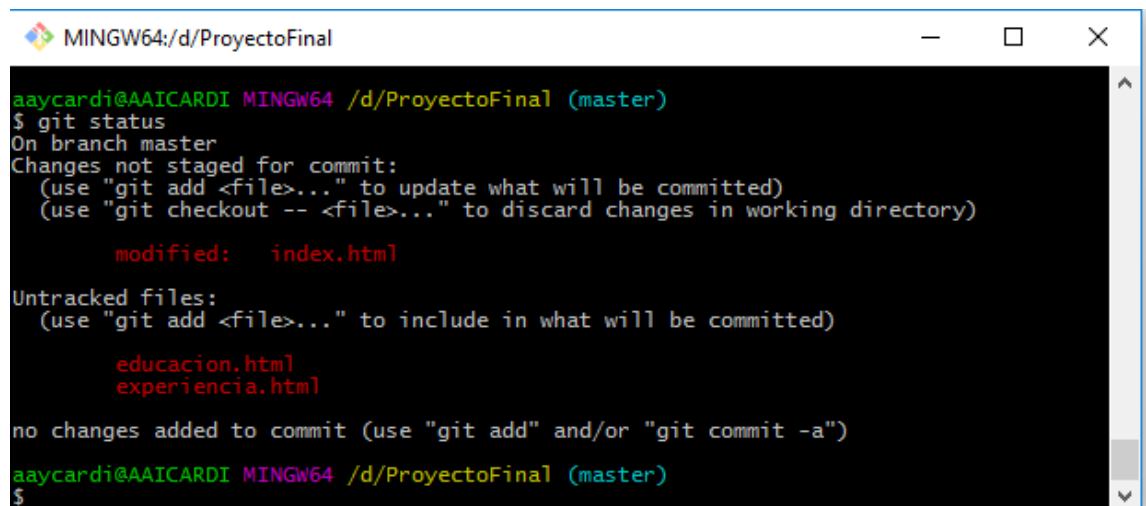 MINGW64:/d/ProyectoFinal
aaycardi@AAICARDI MINGW64 /d/ProyectoFinal (master)
$ git status
On branch master
Changes not staged for commit:
  (use "git add <file>..." to update what will be committed)
  (use "git checkout -- <file>..." to discard changes in working directory)
        modified:   index.html
Untracked files:
  (use "git add <file>..." to include in what will be committed)
        educacion.html
        experiencia.html
no changes added to commit (use "git add" and/or "git commit -a")
aaycardi@AAICARDI MINGW64 /d/ProyectoFinal (master)
$